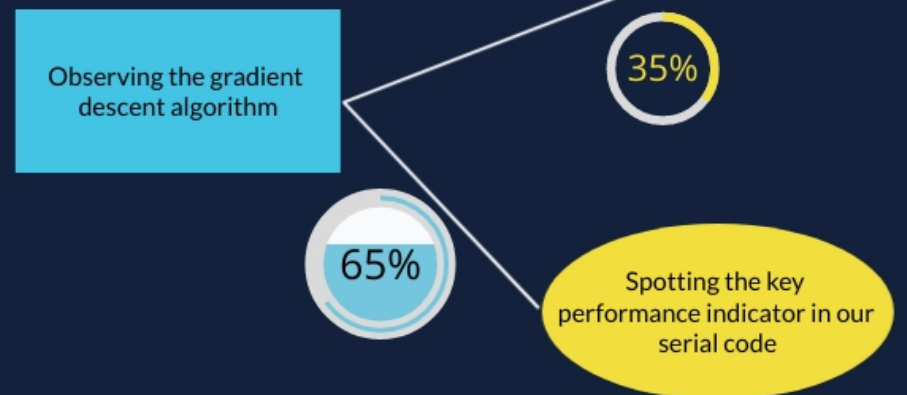 Observing the gradient
descent algorithm
35%
65%
Spotting the key
performance indicator in our
serial code